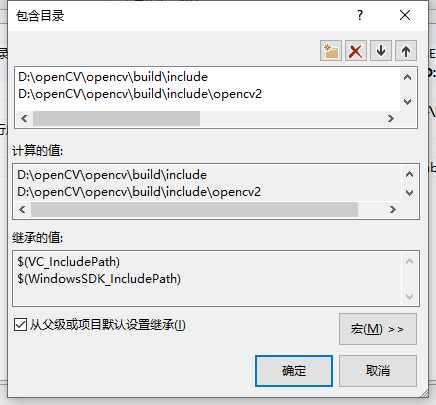 包含目录
D:\openCV\opencv\build\include
D:\openCV\opencv\build\include\opencv2
计算的值:
D:\openCV\opencv\build\include
D:\openCV\opencv\build\include\opencv2
继承的值:
$(VC_IncludePath)
$(WindowsSDK_IncludePath)
从父级或项目默认设置继承(I)
宏(M) >>
确定
取消